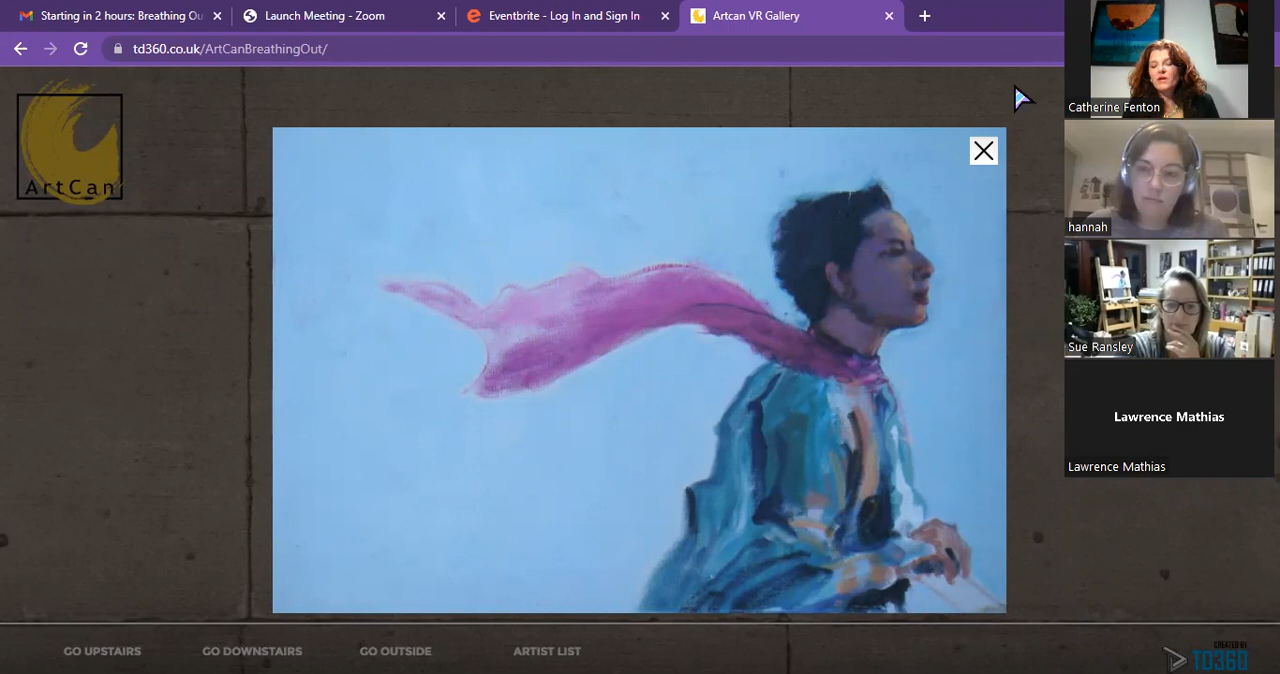 Starting in 2 hours: Breathing Ou
Launch Meeting - Zoom
Eventbrite - Log In and Sign In
Artcan VR Gallery
td360.co.uk/ArtCanBreathingOut/
ArtCan
Catherine Fenton
hannah
Sue Ransley
Lawrence Mathias
Lawrence Mathias
GO UPSTAIRS
GO DOWNSTAIRS
GO OUTSIDE
ARTIST LIST
CREATED BY
TD360